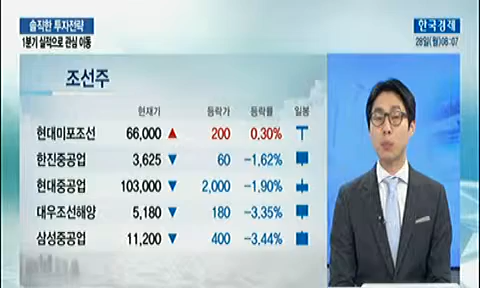 솔직한 투자전략
1분기 실적으로 관심 이동
한국경제
28일(월)08:07
조선주
현재가 등락가 등락률 일봉
현대미포조선 66,000 ▲ 200 0.30%
한진중공업 3,625 ▼ 60 -1.62%
현대중공업 103,000 ▼ 2,000 -1.90%
대우조선해양 5,180 ▼ 180 -3.35%
삼성중공업 11,200 ▼ 400 -3.44%